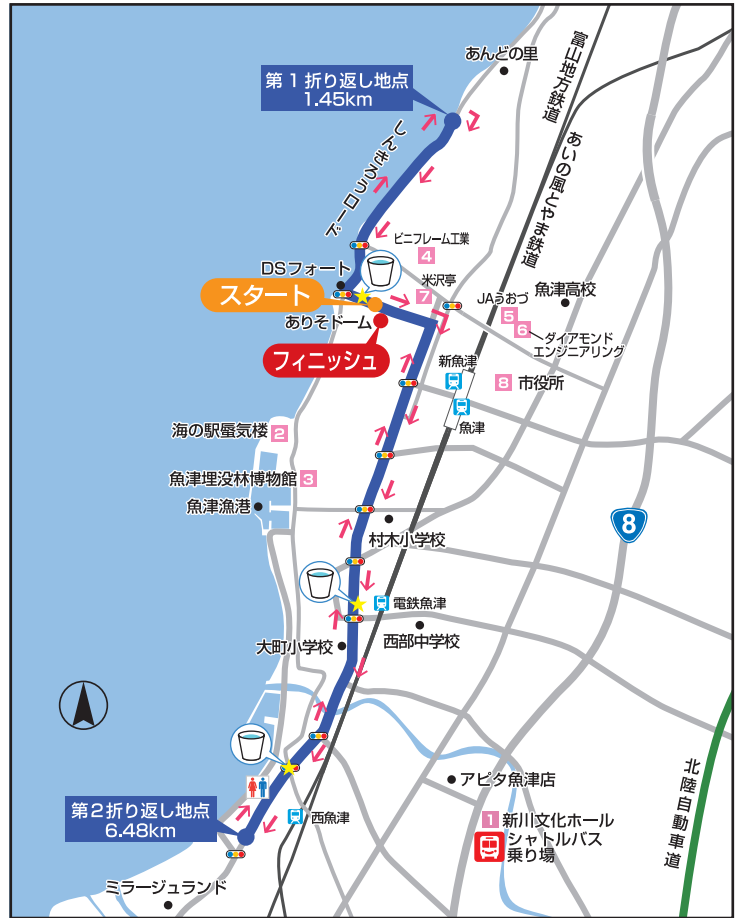 あんどの里
富山地方鉄道
あいの風とやま鉄道
第1折り返し地点
1.45km
しんきろうロード
ビニフレーム工業
4
DSフォート
米沢亭
7
JAうおづ
5
魚津高校
スタート
6
ダイアモンド
エンジニアリング
ありそドーム
フィニッシュ
新魚津
8 市役所
魚津
海の駅蜃気楼 2
魚津埋没林博物館 3
魚津漁港
8
村木小学校
電鉄魚津
西部中学校
大町小学校
北陸自動車道
アピタ魚津店
第2折り返し地点
6.48km
西魚津
1 新川文化ホール
シャトルバス
乗り場
ミラージュランド